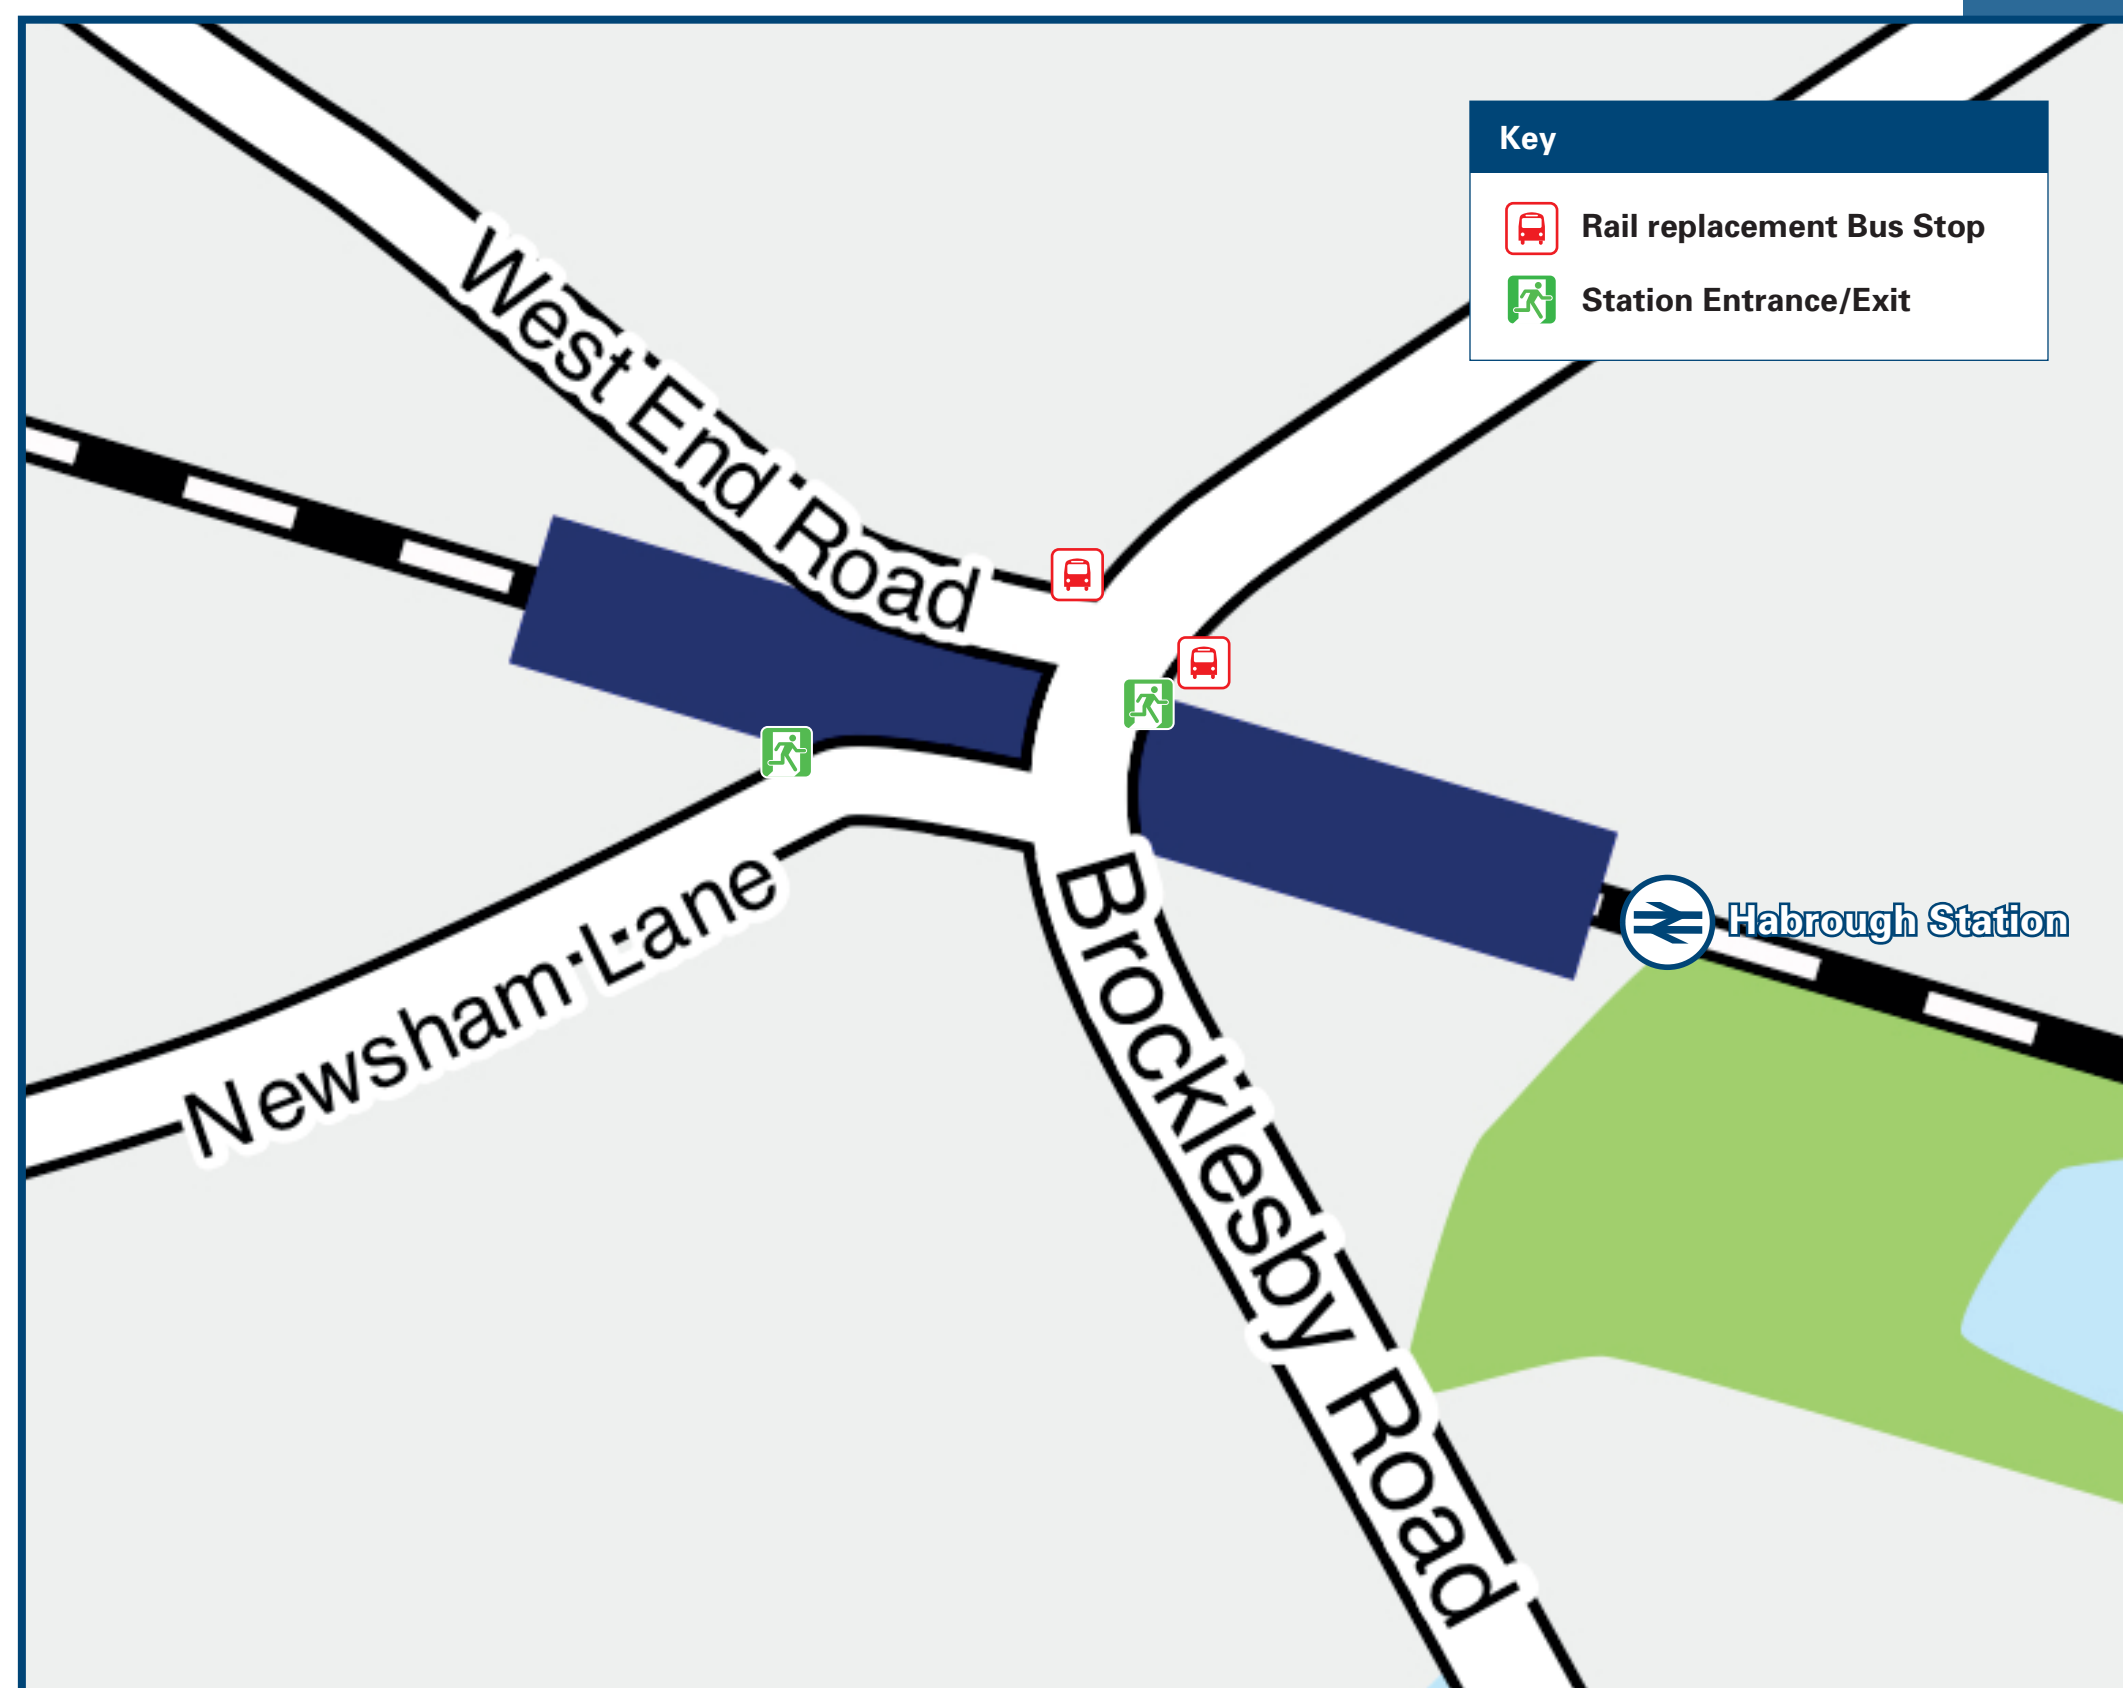 Key
Rail replacement Bus Stop
Station Entrance/Exit
West End Road
Newsham Lane
Brocklesby Road
Habrough Station